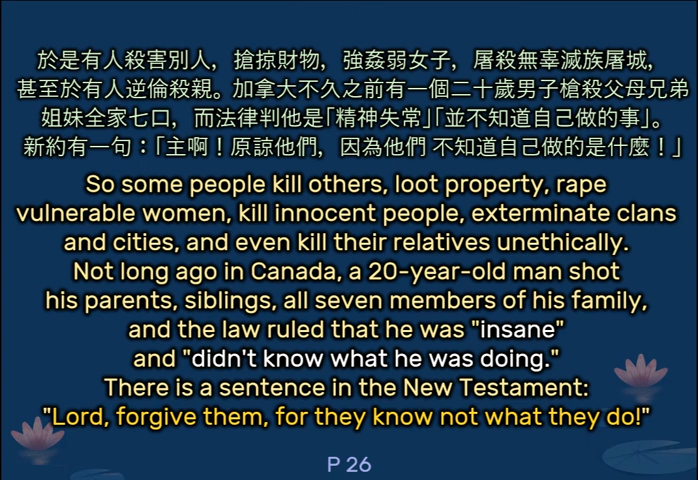 於是有人殺害別人，搶掠財物，強姦弱女子，屠殺無辜滅族屠城，
甚至於有人逆倫殺親。加拿大不久之前有一個二十歲男子槍殺父母兄弟
姐妹全家七口，而法律判他是「精神失常」「並不知道自己做的事」。
新約有一句：「主啊！原諒他們，因為他們 不知道自己做的是什麼！」
So some people kill others, loot property, rape
vulnerable women, kill innocent people, exterminate clans
and cities, and even kill their relatives unethically.
Not long ago in Canada, a 20-year-old man shot
his parents, siblings, all seven members of his family,
and the law ruled that he was "insane"
and "didn't know what he was doing."
There is a sentence in the New Testament:
"Lord, forgive them, for they know not what they do!"
P 26